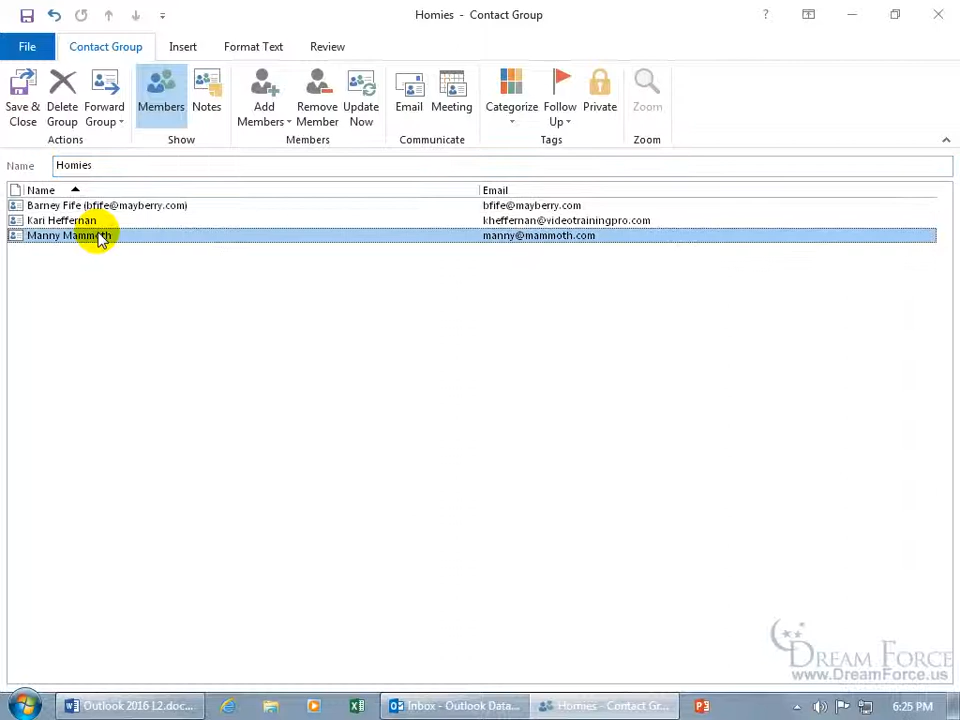 Homies - Contact Group
?
File
Contact Group
Insert
Format Text
Review
Save & Close
Delete Group
Forward Group
Members
Notes
Add Members
Remove Member
Update Now
Email
Meeting
Categorize
Follow Up
Private
Zoom
Actions
Show
Members
Communicate
Tags
Zoom
Name
Homies
Name
Email
Barney Fife (bfife@mayberry.com)
bfife@mayberry.com
Kari Heffernan
kheffernan@videotrainingpro.com
Manny Mammoth
manny@mammoth.com
DREAM FORCE
www.DreamForce.us
Outlook 2016 L2.doc...
Inbox - Outlook Data...
Homies - Contact Gr...
6:25 PM